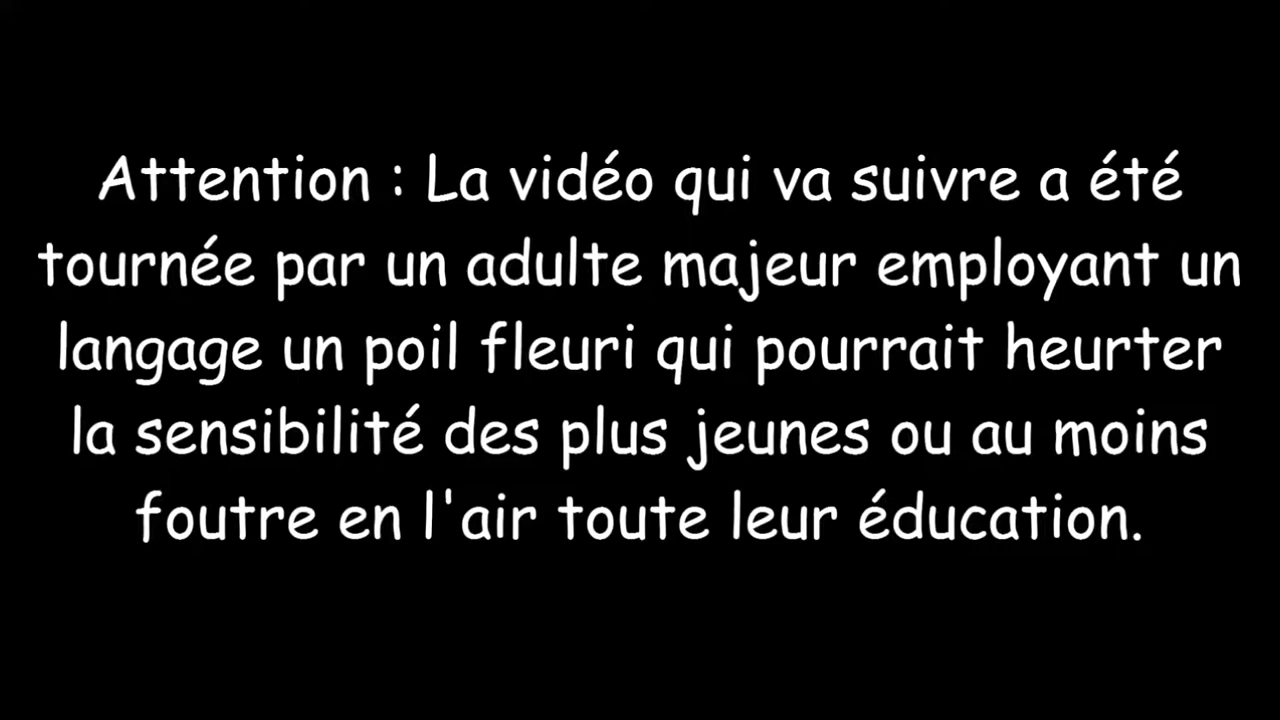 Attention : La vidéo qui va suivre a été
tournée par un adulte majeur employant un
langage un poil fleuri qui pourrait heurter
la sensibilité des plus jeunes ou au moins
foutre en l'air toute leur éducation.